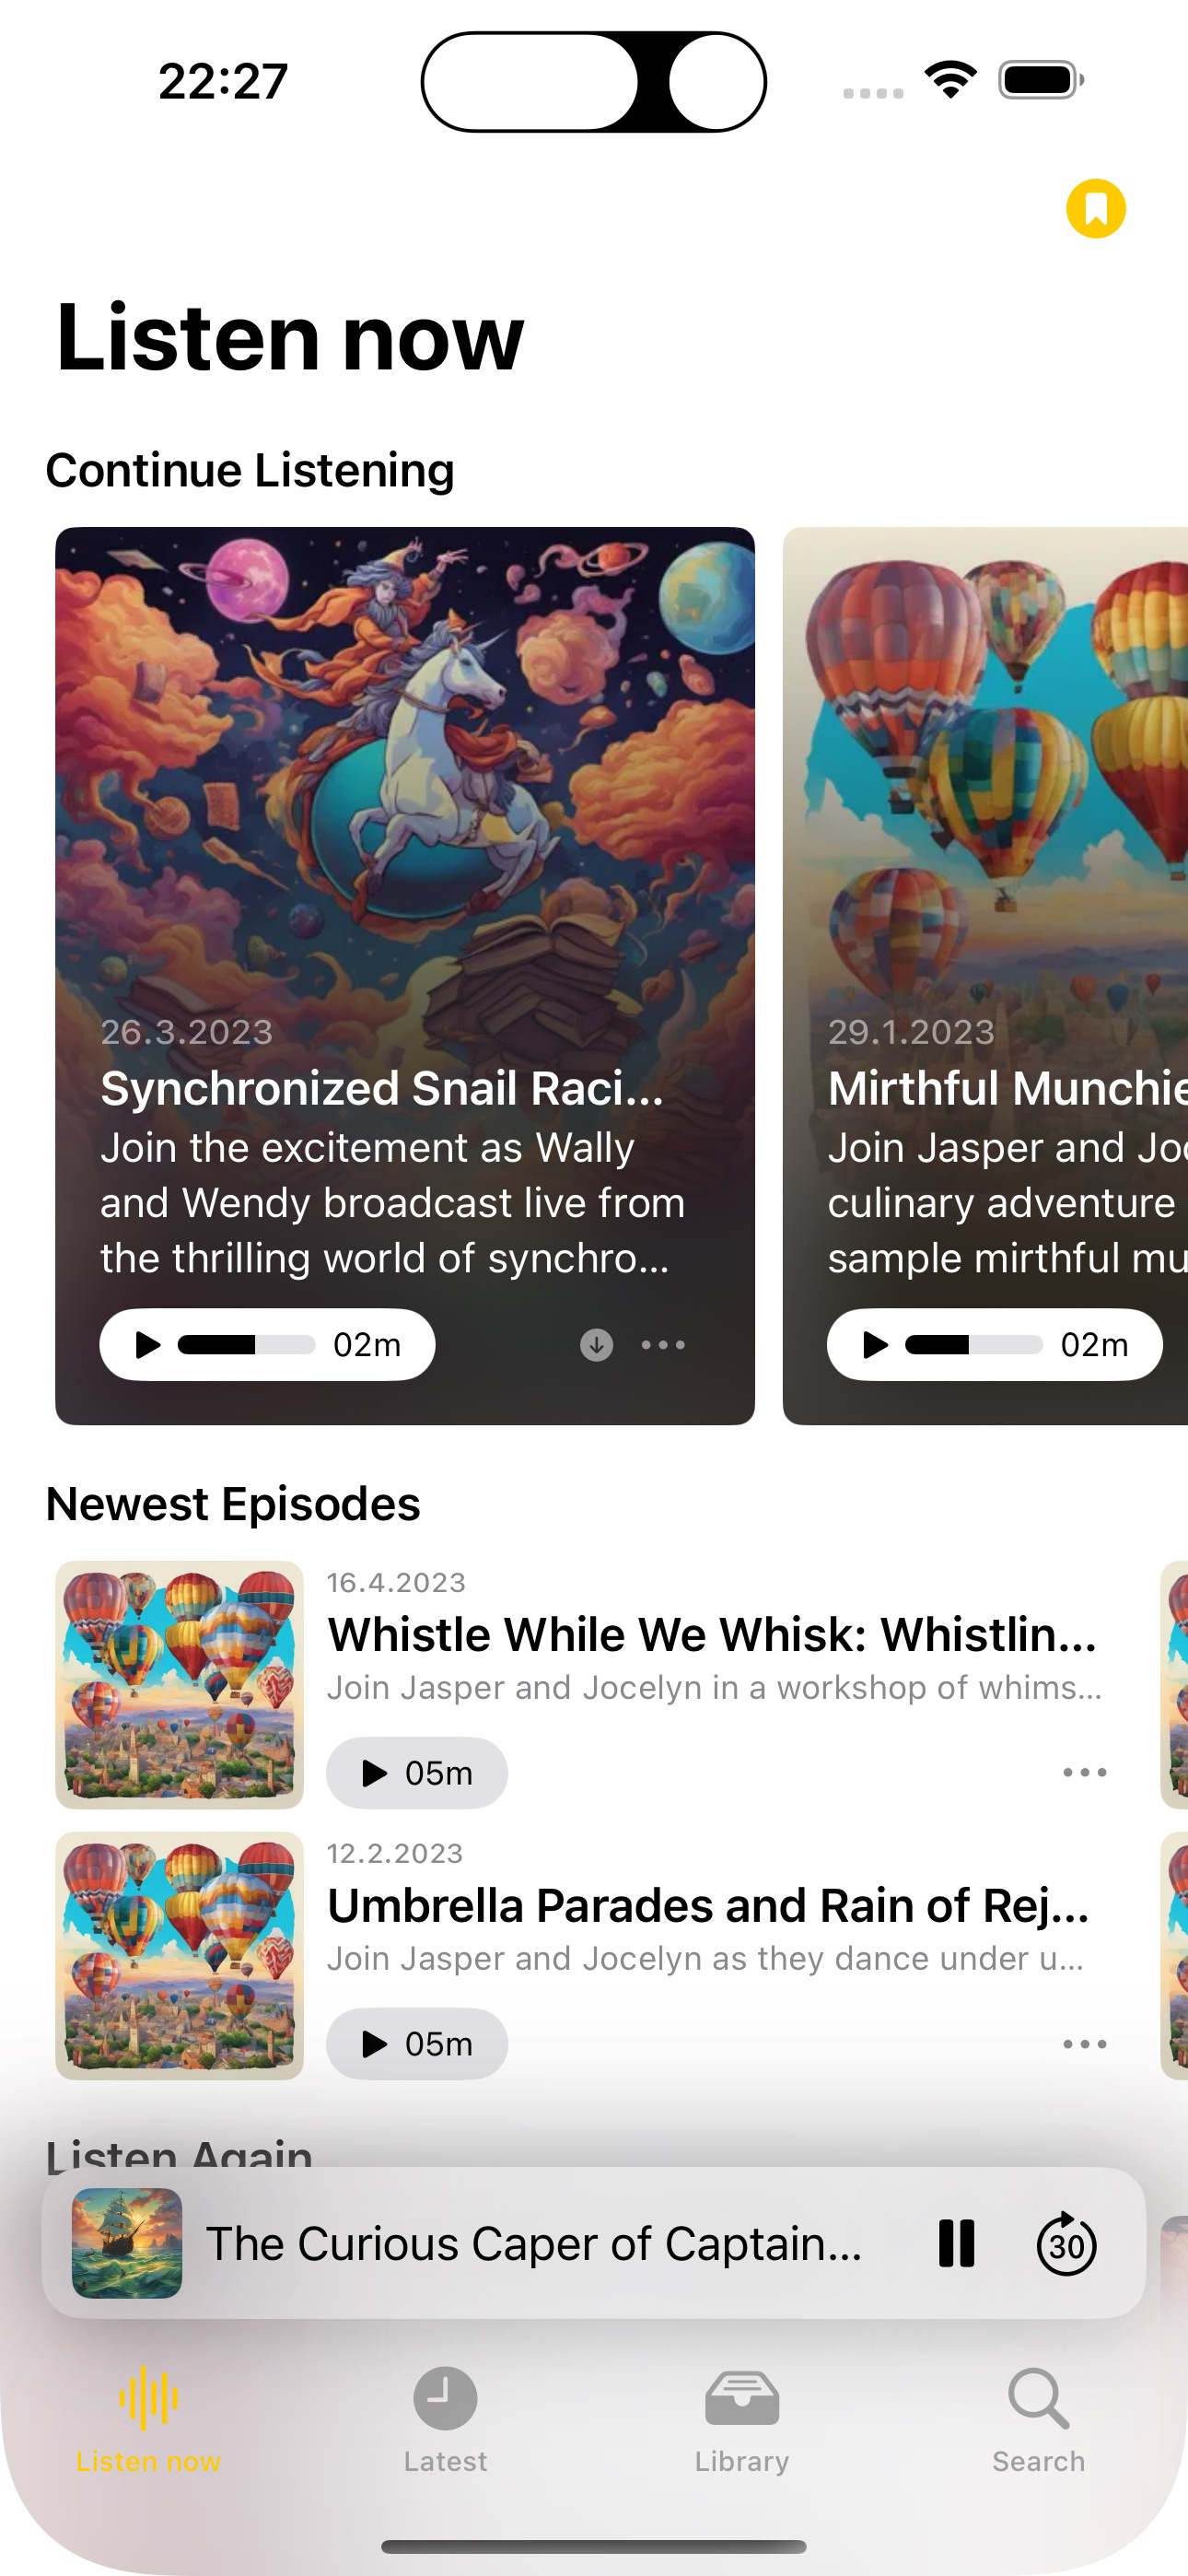 22:27
Listen now
Continue Listening
26.3.2023
Synchronized Snail Raci...
Join the excitement as Wally
and Wendy broadcast live from
the thrilling world of synchro...
02m
29.1.2023
Mirthful Munchie
Join Jasper and Joc
culinary adventure
sample mirthful mu
02m
Newest Episodes
16.4.2023
Whistle While We Whisk: Whistlin...
Join Jasper and Jocelyn in a workshop of whims...
05m
12.2.2023
Umbrella Parades and Rain of Rej...
Join Jasper and Jocelyn as they dance under u...
05m
Listen Again
The Curious Caper of Captain...
30
Listen now
Latest
Library
Search